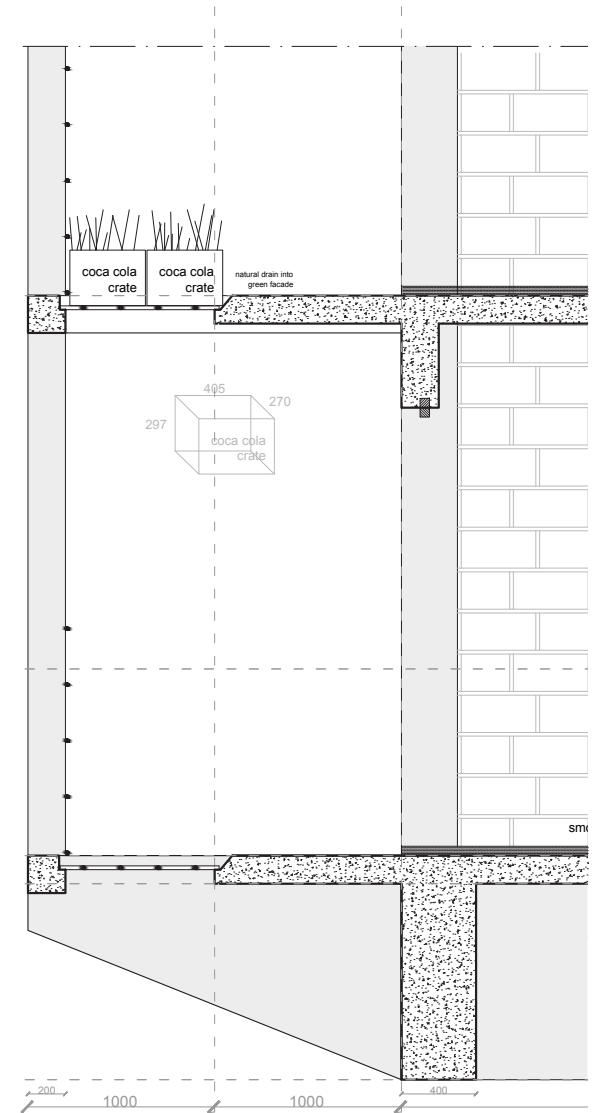 coca cola
crate
coca cola
crate
natural drain into
green facade
405
270
297
coca cola
crate
smo
200
400
1000
1000